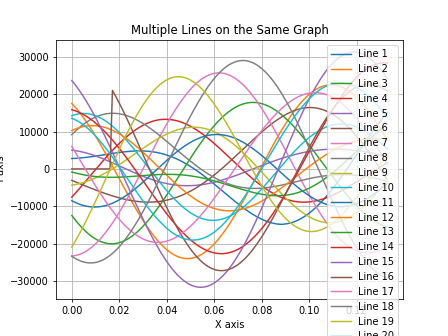 Multiple Lines on the Same Graph
30000
20000
10000
0
−10000
−20000
−30000
0.00
0.02
0.04
0.06
0.08
0.10
X axis
Line 1
Line 2
Line 3
Line 4
Line 5
Line 6
Line 7
Line 8
Line 9
Line 10
Line 11
Line 12
Line 13
Line 14
Line 15
Line 16
Line 17
Line 18
Line 19
Line 20